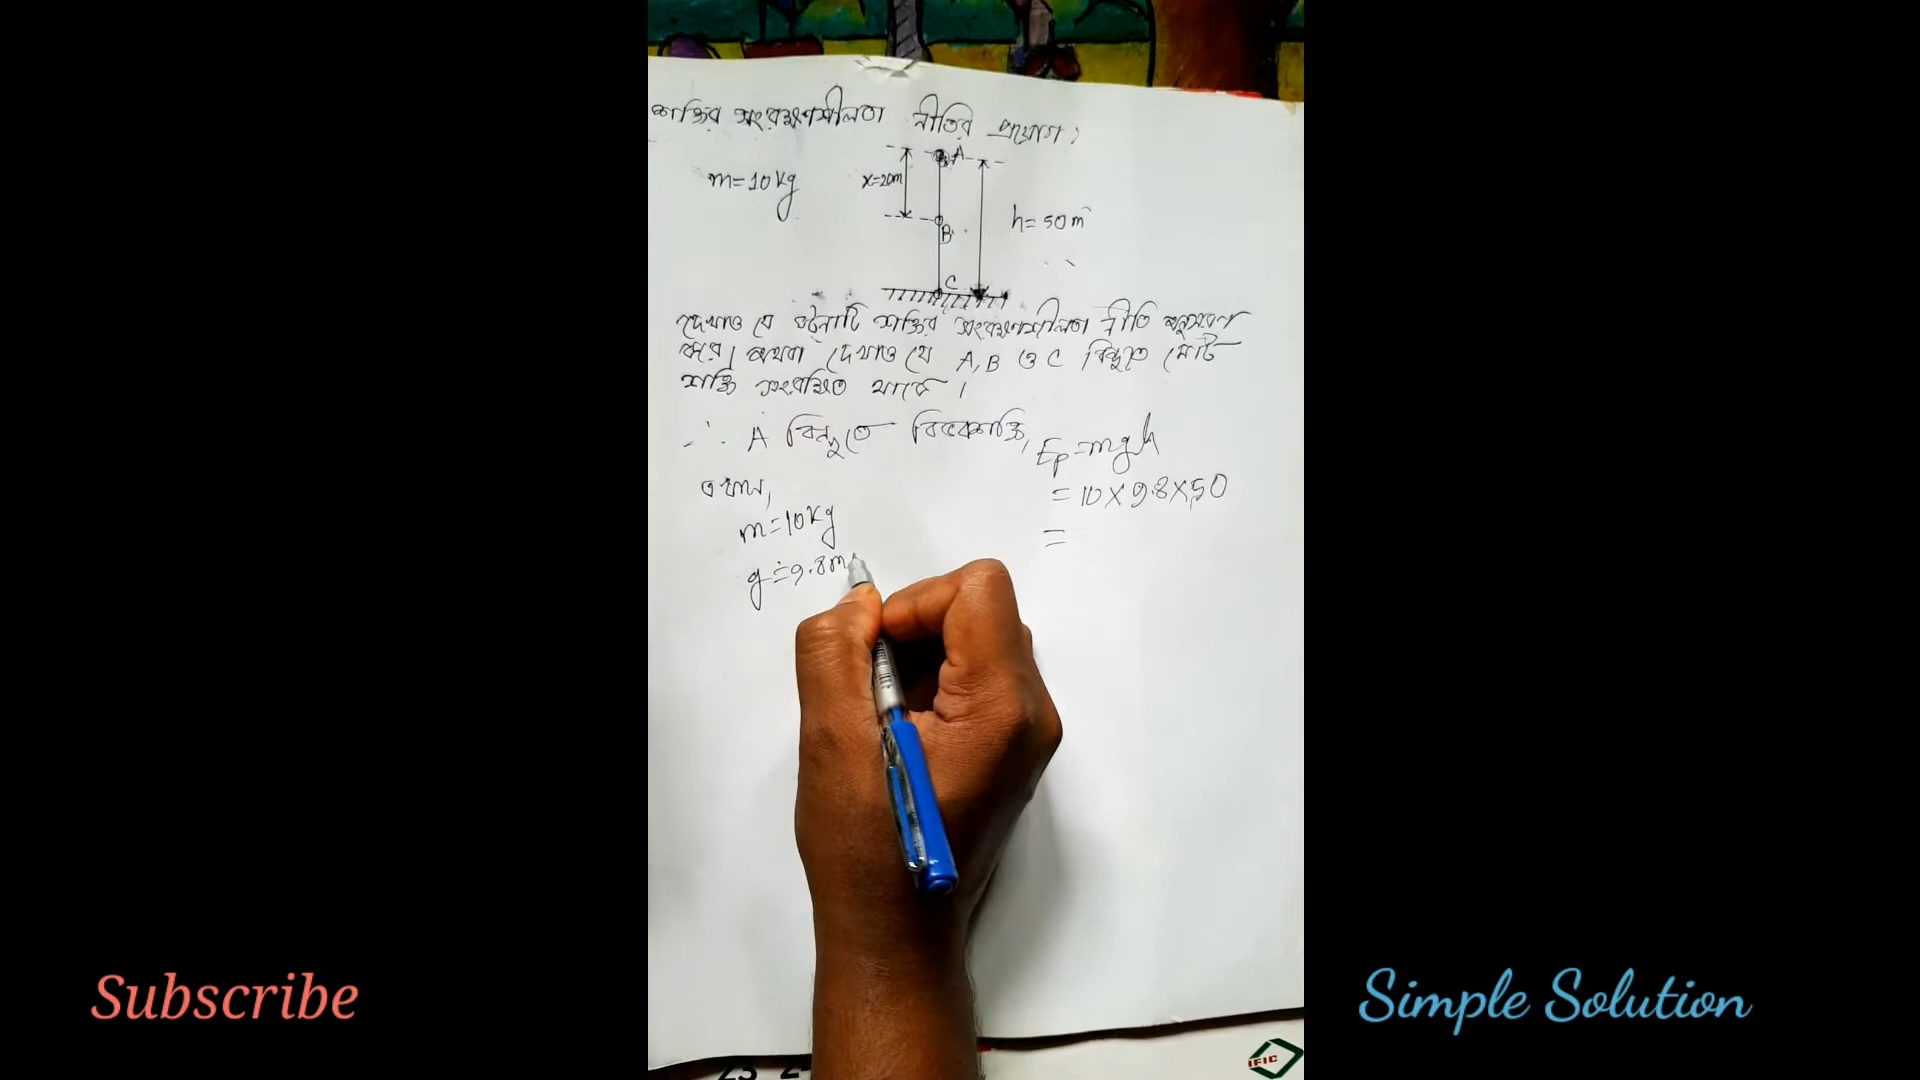 শক্তির সংরক্ষণশীলতা নীতির প্রয়োগ:
A
m=10kg
x=20m
h=50m
B
C
দেখাও যে ঘটনাটি শক্তির সংরক্ষণশীলতা নীতি অনুসরণ
করে। অথবা দেখাও যে A, B ও C বিন্দুতে মোট
শক্তি সংরক্ষিত থাকে।
∴ A বিন্দুতে বিভবশক্তি, Ep=mgh
এখানে,
= 10×9.8×50
m=10kg
=
g=9.8m
Subscribe
Simple Solution
IFIC